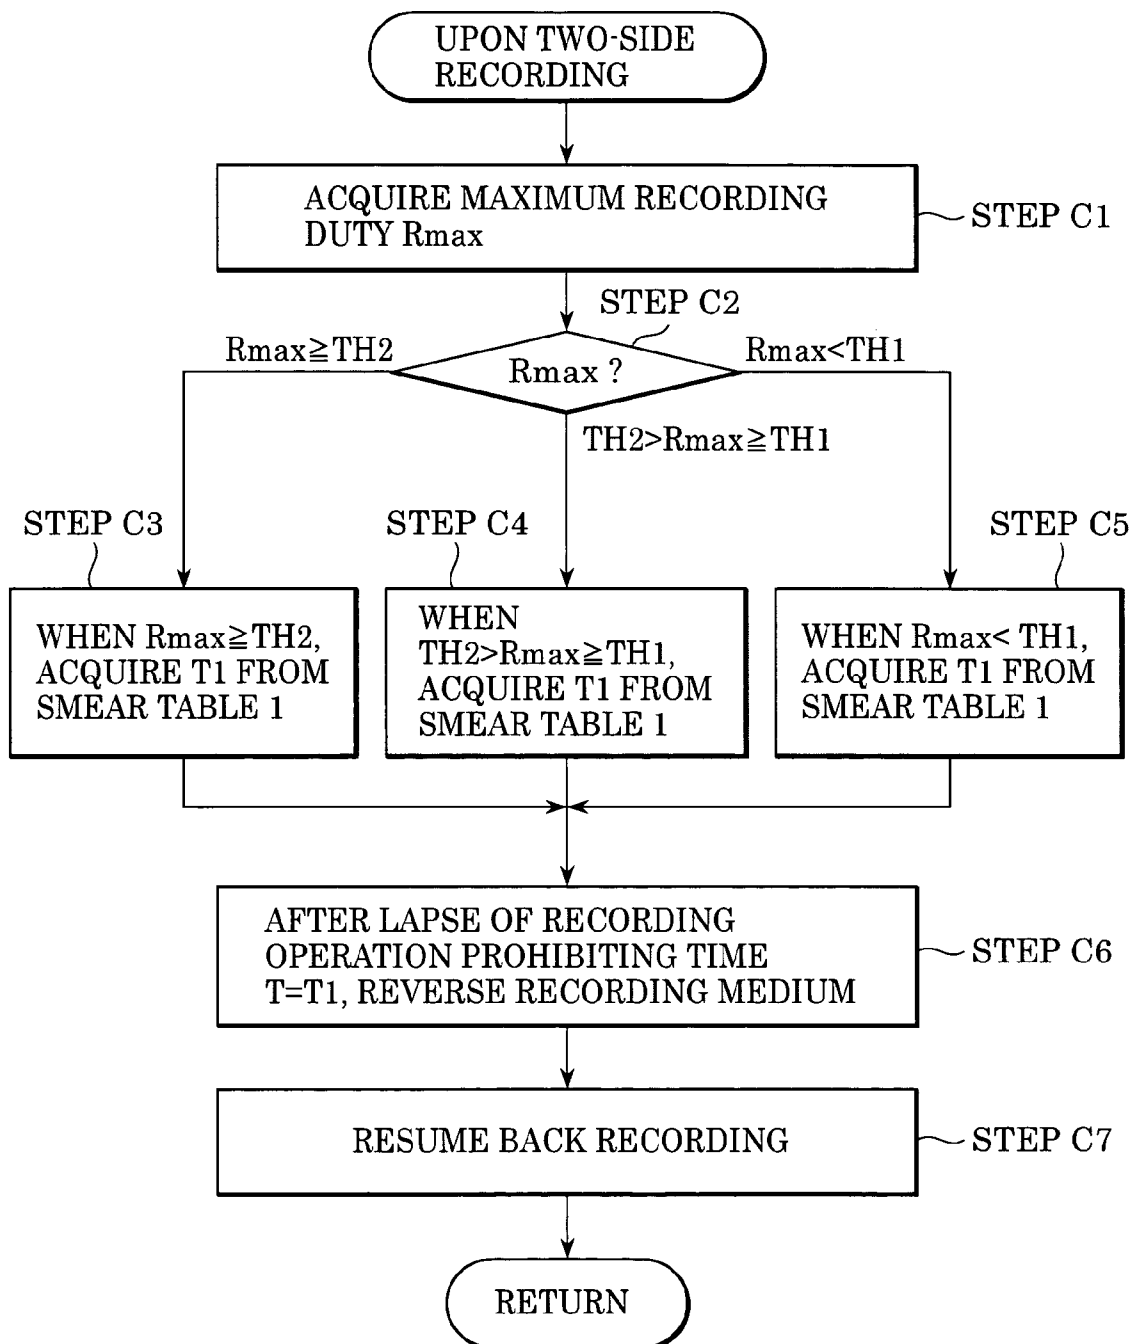 UPON TWO-SIDE
RECORDING
ACQUIRE MAXIMUM RECORDING
DUTY Rmax
STEP C1
STEP C2
Rmax≧TH2
Rmax<TH1
Rmax ?
TH2>Rmax≧TH1
STEP C3
STEP C4
STEP C5
WHEN Rmax≧TH2,
ACQUIRE T1 FROM
SMEAR TABLE 1
WHEN
TH2>Rmax≧TH1,
ACQUIRE T1 FROM
SMEAR TABLE 1
WHEN Rmax< TH1,
ACQUIRE T1 FROM
SMEAR TABLE 1
AFTER LAPSE OF RECORDING
OPERATION PROHIBITING TIME
T=T1, REVERSE RECORDING MEDIUM
STEP C6
RESUME BACK RECORDING
STEP C7
RETURN